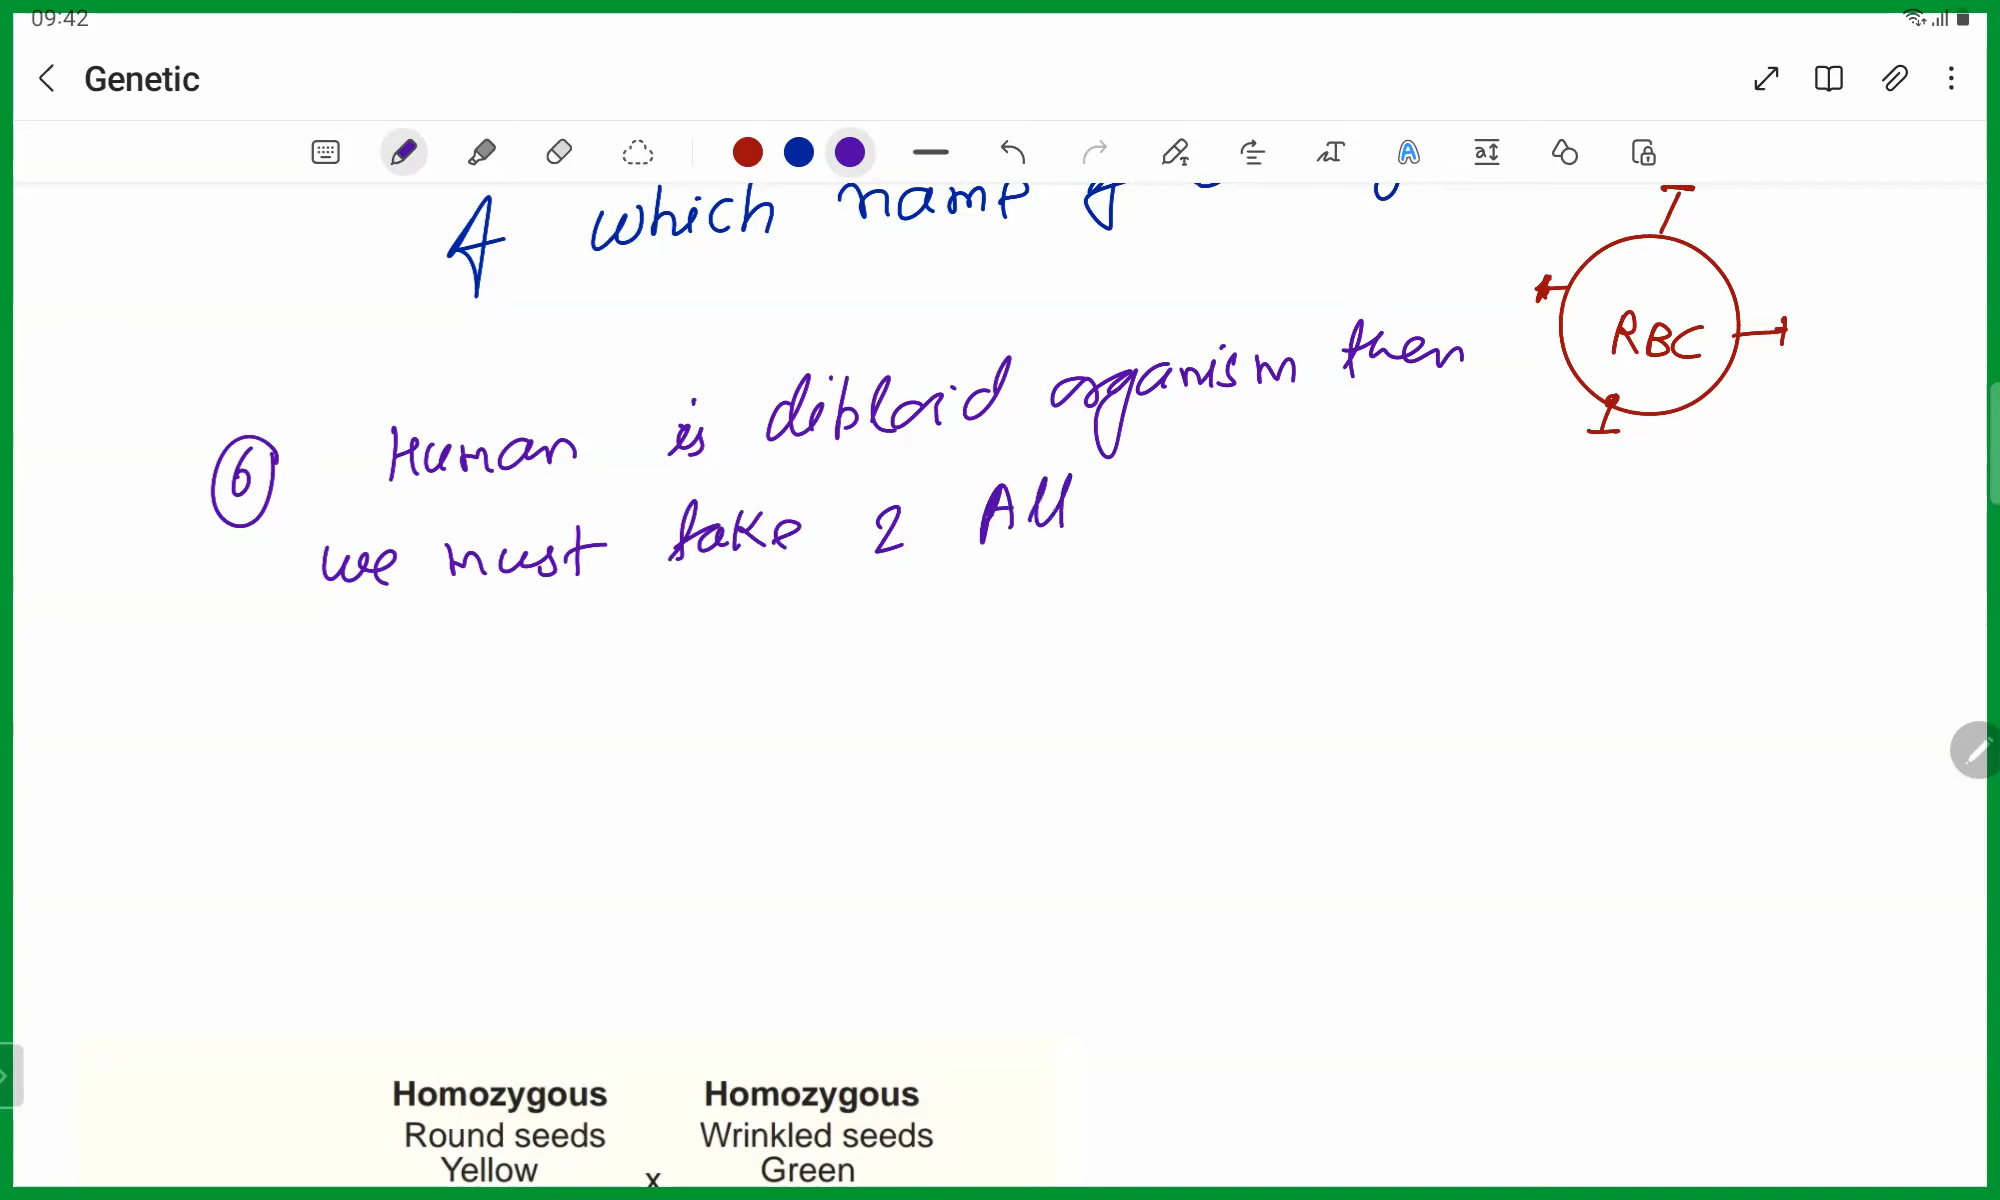 09:42
Genetic
A which name
RBC
6 Human is diploid organism then
we must take 2 All
Homozygous Homozygous
Round seeds Wrinkled seeds
Yellow x Green